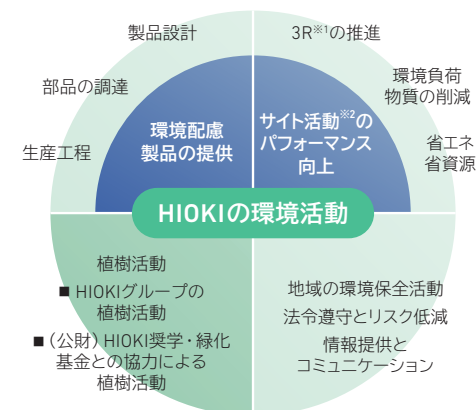 製品設計
部品の調達
生産工程
環境配慮
製品の提供
3R※1の推進
環境負荷
物質の削減
省エネ
省資源
サイト活動※2の
パフォーマンス
向上
HIOKIの環境活動
植樹活動
■ HIOKIグループの
植樹活動
■（公財）HIOKI奨学・緑化
基金との協力による
植樹活動
地域の環境保全活動
法令遵守とリスク低減
情報提供と
コミュニケーション